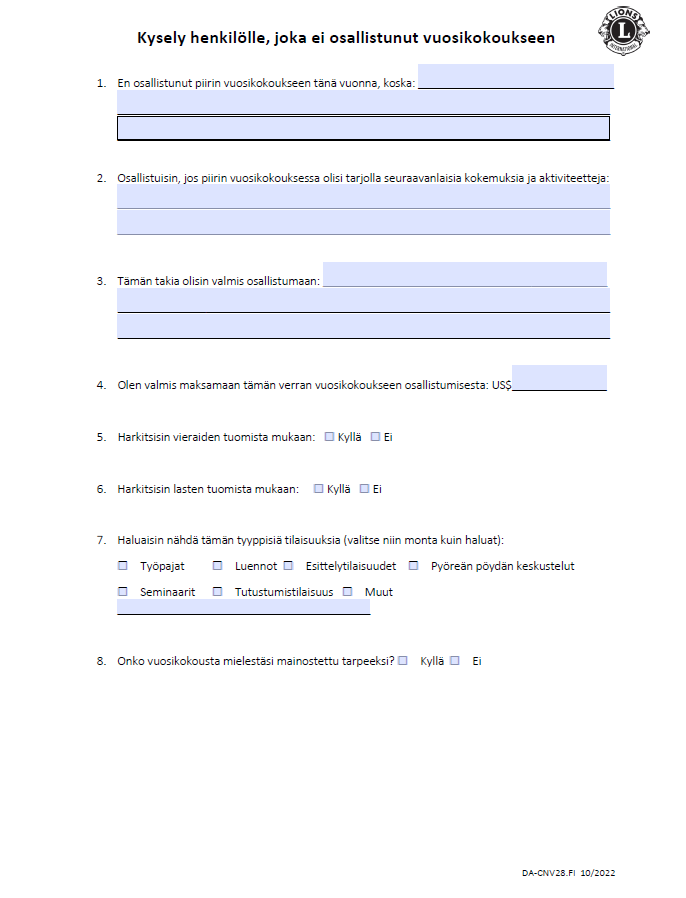 Kysely henkilölle, joka ei osallistunut vuosikokoukseen
LIONS
L
INTERNATIONAL
1. En osallistunut piirin vuosikokoukseen tänä vuonna, koska:
2. Osallistuisin, jos piirin vuosikokouksessa olisi tarjolla seuraavanlaisia kokemuksia ja aktiviteetteja:
3. Tämän takia olisin valmis osallistumaan:
4. Olen valmis maksamaan tämän verran vuosikokoukseen osallistumisesta: US$
5. Harkitsisin vieraiden tuomista mukaan: Kyllä Ei
6. Harkitsisin lasten tuomista mukaan: Kyllä Ei
7. Haluaisin nähdä tämän tyyppisiä tilaisuuksia (valitse niin monta kuin haluat):
Työpajat Luennot Esittelytilaisuudet Pyöreän pöydän keskustelut
Seminaarit Tutustumistilaisuus Muut
8. Onko vuosikokousta mielestäsi mainostettu tarpeeksi? Kyllä Ei
DA-CNV28.FI 10/2022